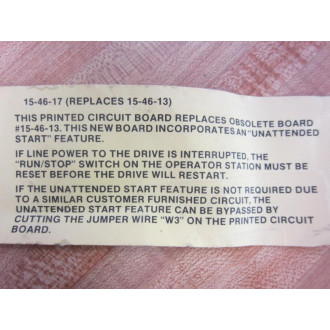 15-46-17 (REPLACES 15-46-13)
THIS PRINTED CIRCUIT BOARD REPLACES OBSOLETE BOARD
#15-46-13. THIS NEW BOARD INCORPORATES AN "UNATTENDED
START" FEATURE.
IF LINE POWER TO THE DRIVE IS INTERRUPTED, THE
"RUN/STOP" SWITCH ON THE OPERATOR STATION MUST BE
RESET BEFORE THE DRIVE WILL RESTART.
IF THE UNATTENDED START FEATURE IS NOT REQUIRED DUE
TO A SIMILAR CUSTOMER FURNISHED CIRCUIT, THE
UNATTENDED START FEATURE CAN BE BYPASSED BY
CUTTING THE JUMPER WIRE "W3" ON THE PRINTED CIRCUIT
BOARD.